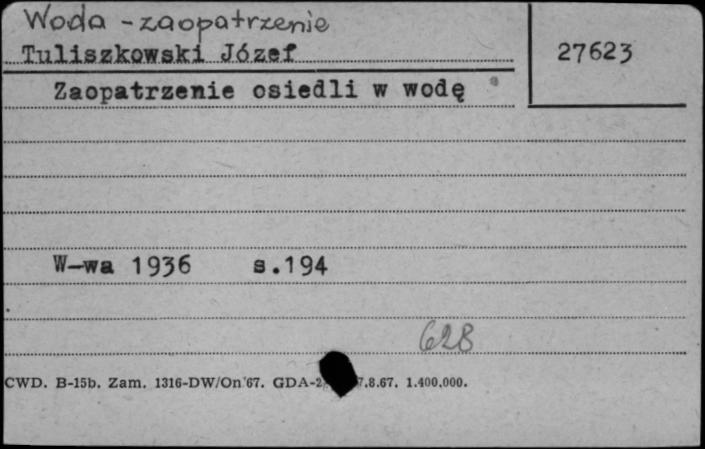 Woda - zaopatrzenie
Tuliszkowski Józef
27623
Zaopatrzenie osiedli w wodę
W-wa 1936 s.194
628
CWD. B-15b. Zam. 1316-DW/On 67. GDA-2 7.8.67. 1.400.000.